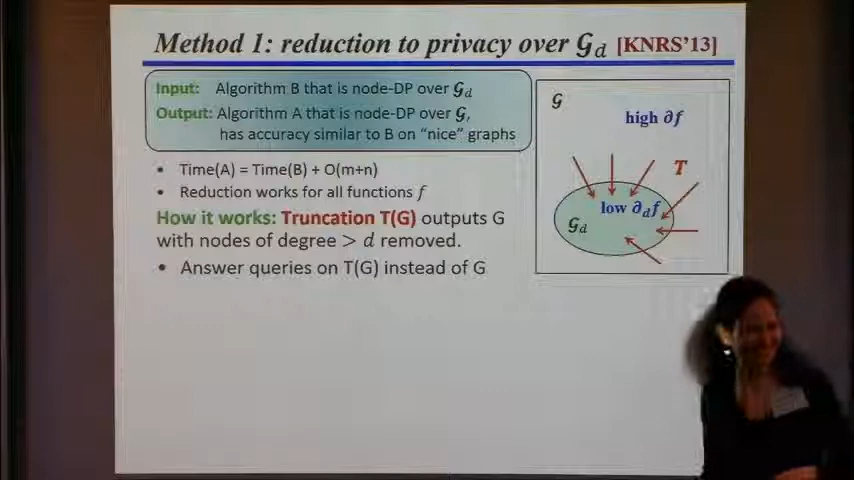 Method 1: reduction to privacy over 𝒢d [KNRS'13]
Input: Algorithm B that is node-DP over 𝒢d
Output: Algorithm A that is node-DP over 𝒢,
has accuracy similar to B on "nice" graphs
• Time(A) = Time(B) + O(m+n)
• Reduction works for all functions f
How it works: Truncation T(G) outputs G
with nodes of degree > d removed.
• Answer queries on T(G) instead of G
𝒢
high ∂f
T
low ∂df
𝒢d